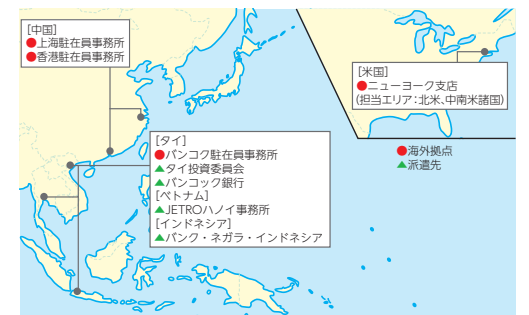 [中国]
●上海駐在員事務所
●香港駐在員事務所
[米国]
●ニューヨーク支店
(担当エリア:北米、中南米諸国)
●海外拠点
▲派遣先
[タイ]
●バンコク駐在員事務所
▲タイ投資委員会
▲バンコック銀行
[ベトナム]
▲JETROハノイ事務所
[インドネシア]
▲バンク・ネガラ・インドネシア